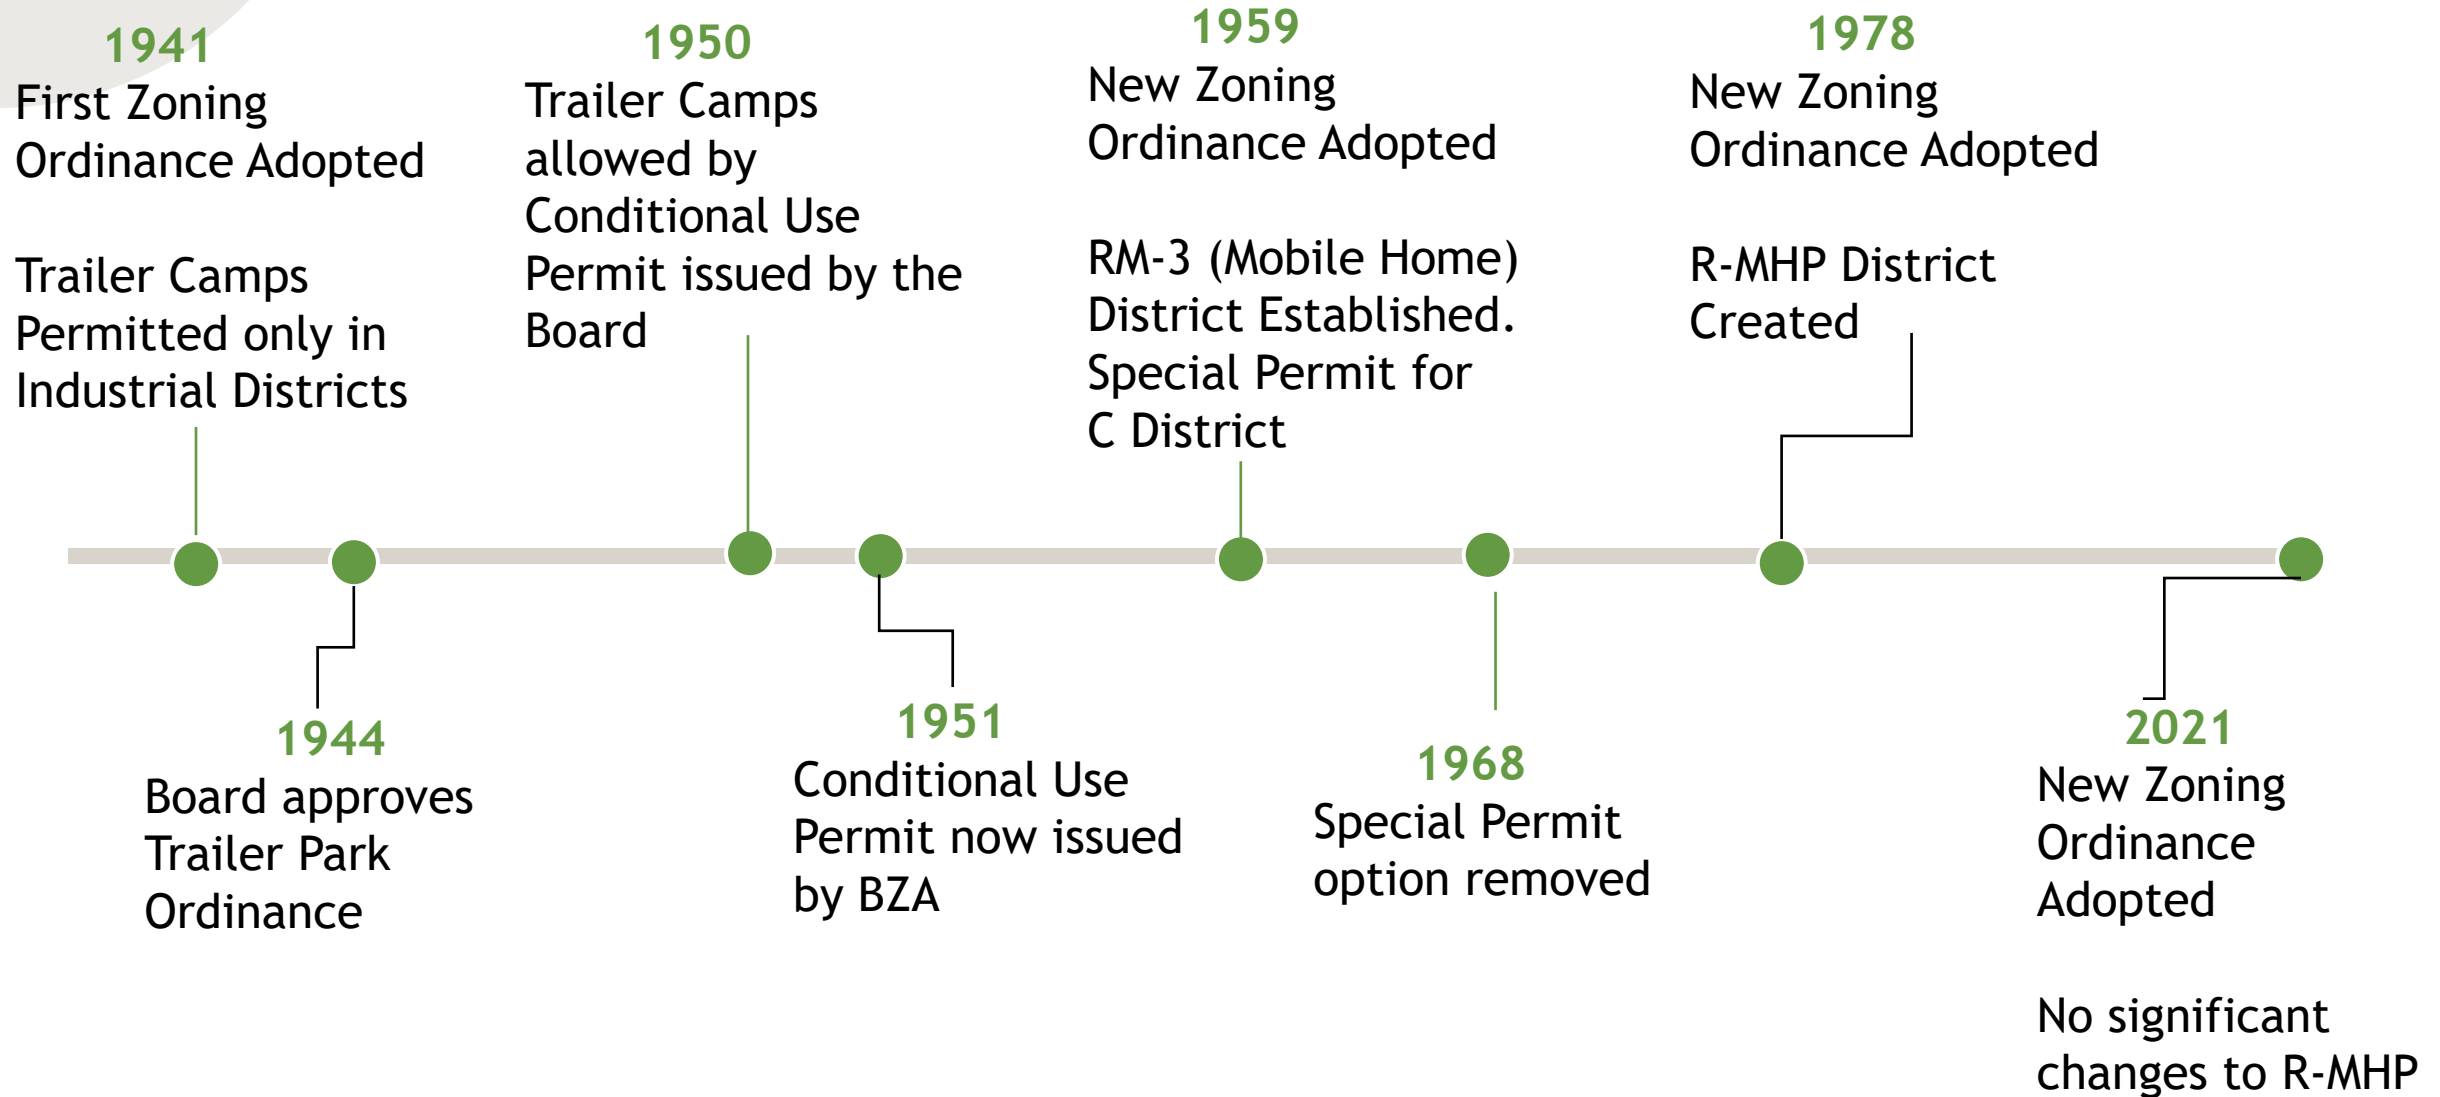 1941
First Zoning
Ordinance Adopted
Trailer Camps
Permitted only in
Industrial Districts
1944
Board approves
Trailer Park
Ordinance
1950
Trailer Camps
allowed by
Conditional Use
Permit issued by the
Board
1951
Conditional Use
Permit now issued
by BZA
1959
New Zoning
Ordinance Adopted
RM-3 (Mobile Home)
District Established.
Special Permit for
C District
1968
Special Permit
option removed
1978
New Zoning
Ordinance Adopted
R-MHP District
Created
2021
New Zoning
Ordinance
Adopted
No significant
changes to R-MHP